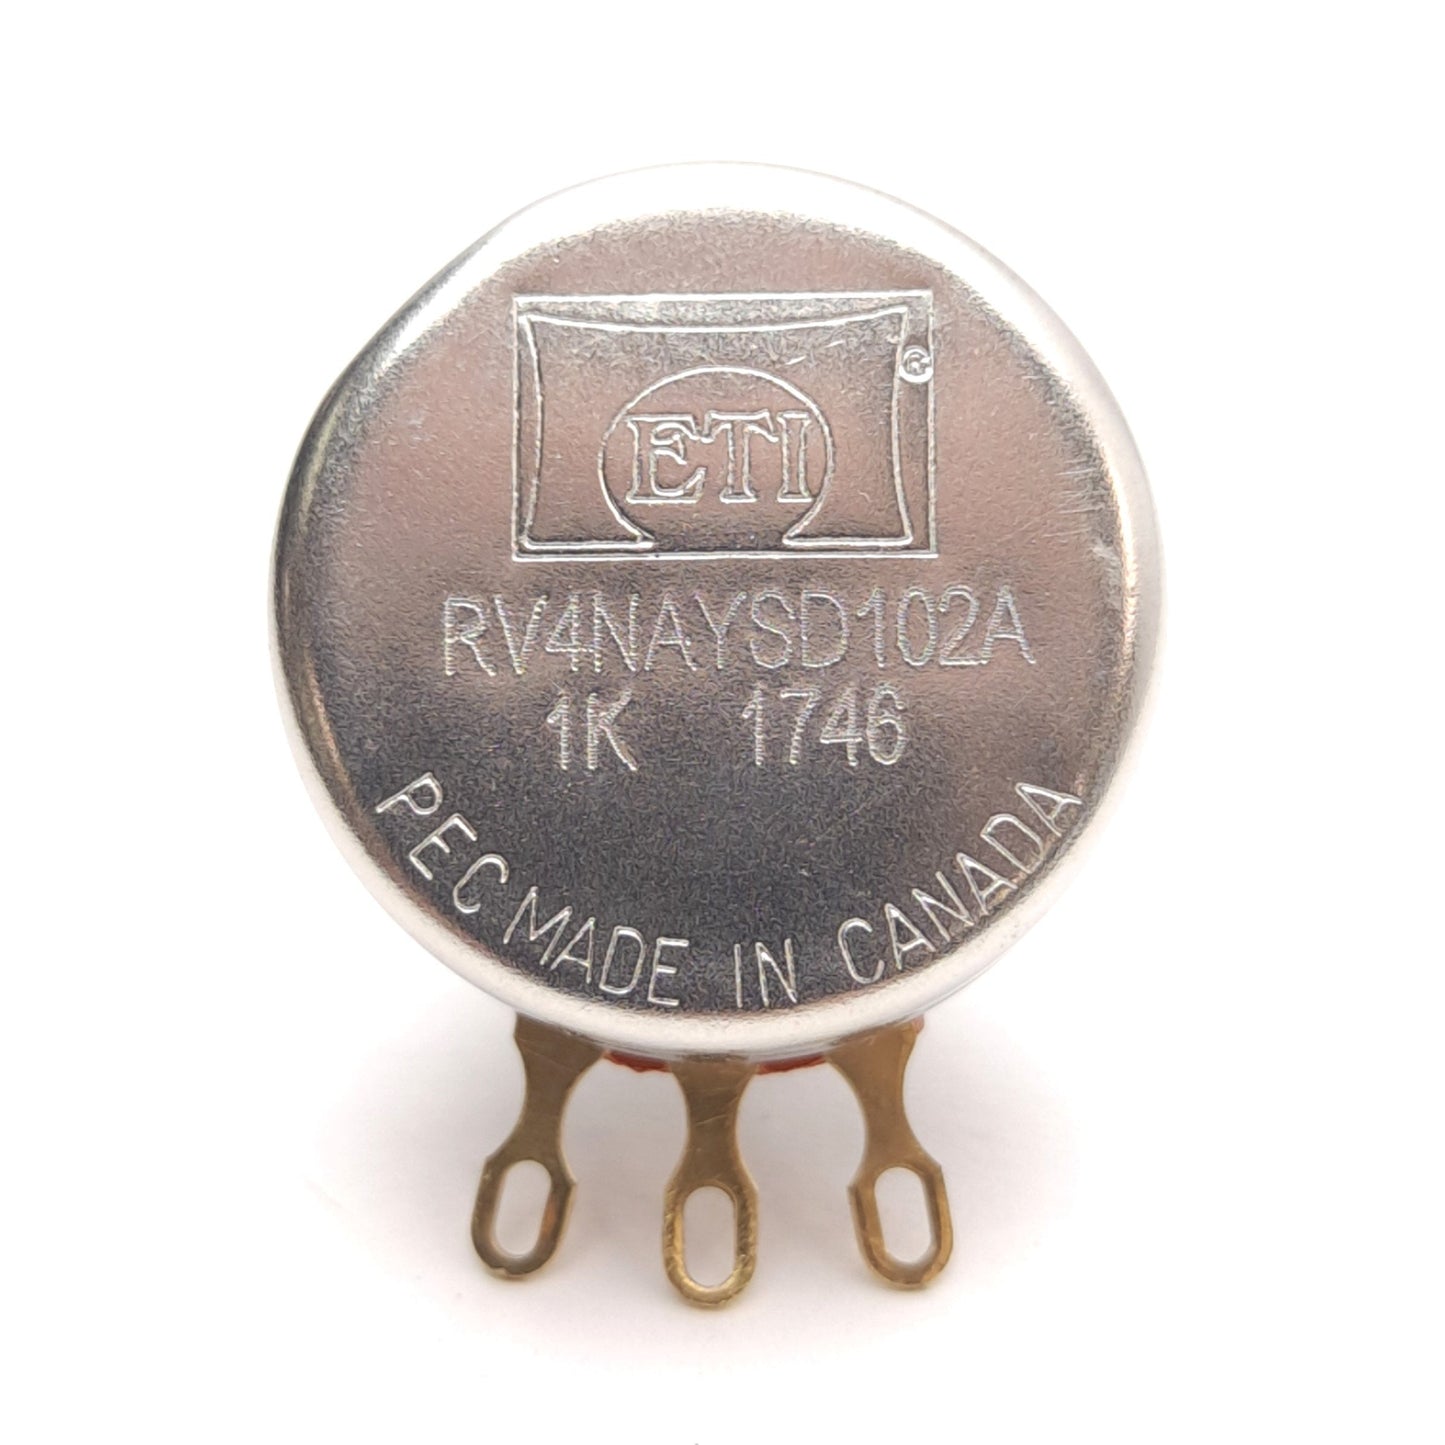 ETI
RV4NAYSD102A
1K 1746
PEC MADE IN CANADA